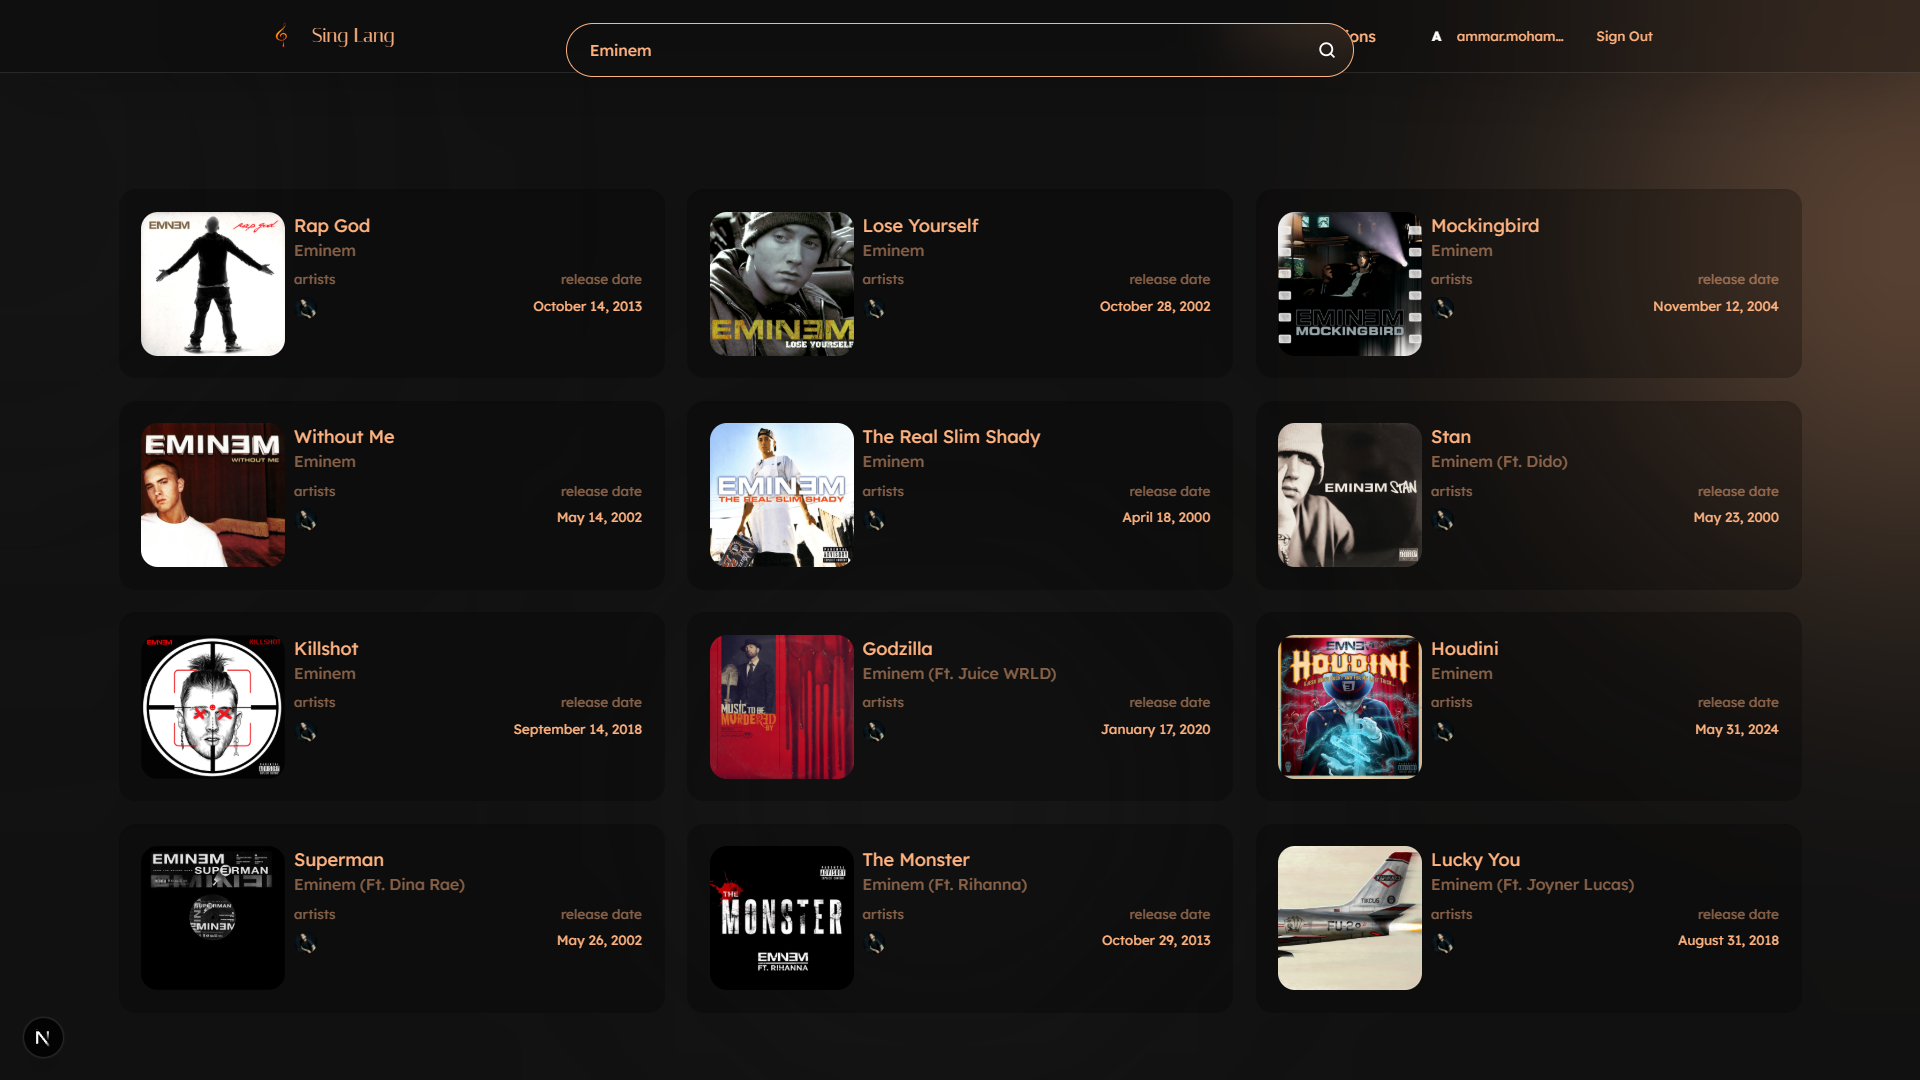 Sing Lang
Eminem
ons
A
ammar.moham...
Sign Out
EMINEM
rap god
Rap God
Eminem
artists
release date
October 14, 2013
EMINEM
LOSE YOURSELF
Lose Yourself
Eminem
artists
release date
October 28, 2002
EMINEM
MOCKINGBIRD
Mockingbird
Eminem
artists
release date
November 12, 2004
EMINEM
WITHOUT ME
Without Me
Eminem
artists
release date
May 14, 2002
EMINEM
THE REAL SLIM SHADY
The Real Slim Shady
Eminem
artists
release date
April 18, 2000
EMINEM STAN
Stan
Eminem (Ft. Dido)
artists
release date
May 23, 2000
EMINEM
KILLSHOT
Killshot
Eminem
artists
release date
September 14, 2018
MUSIC TO BE
MURDERED
BY
Godzilla
Eminem (Ft. Juice WRLD)
artists
release date
January 17, 2020
EMINEM
HOUDINI
Houdini
Eminem
artists
release date
May 31, 2024
EMINEM
SUPERMAN
SUPERMAN
EMINEM
Superman
Eminem (Ft. Dina Rae)
artists
release date
May 26, 2002
THE
MONSTER
EMINEM
FT. RIHANNA
The Monster
Eminem (Ft. Rihanna)
artists
release date
October 29, 2013
FU-2
Lucky You
Eminem (Ft. Joyner Lucas)
artists
release date
August 31, 2018
N